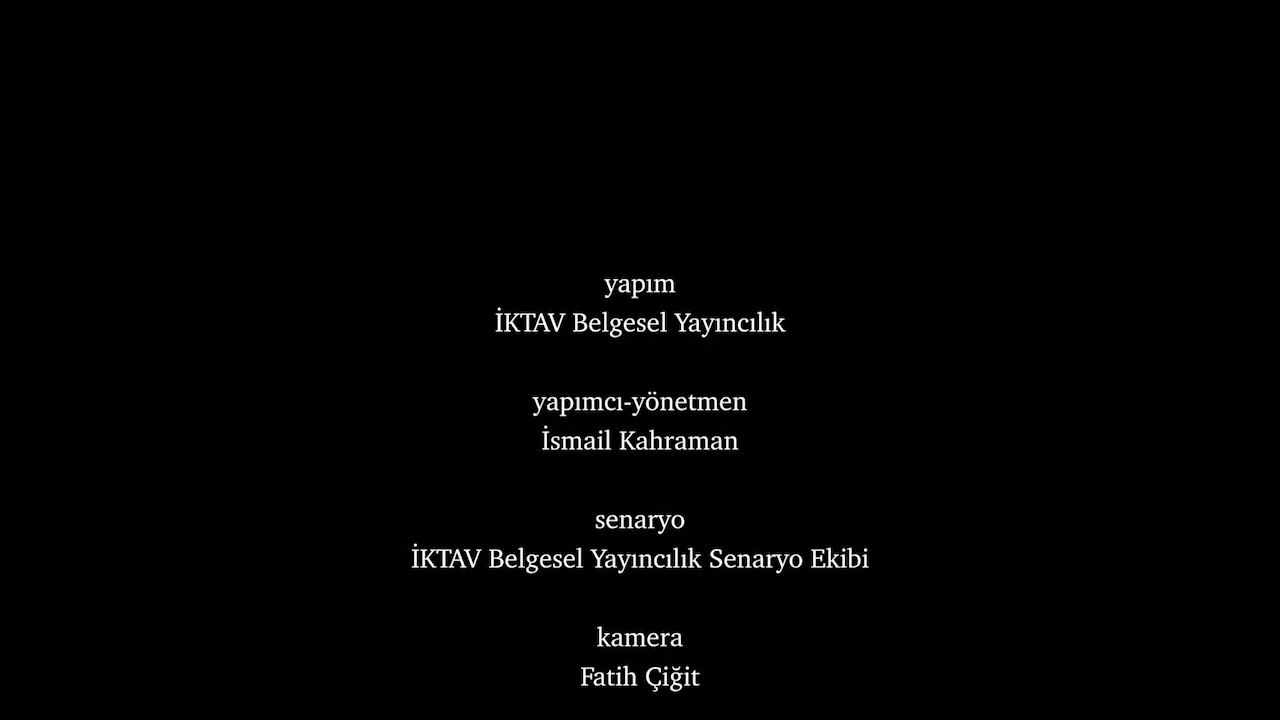 yapım
İKTAV Belgesel Yayıncılık
yapımcı-yönetmen
İsmail Kahraman
senaryo
İKTAV Belgesel Yayıncılık Senaryo Ekibi
kamera
Fatih Çiğit